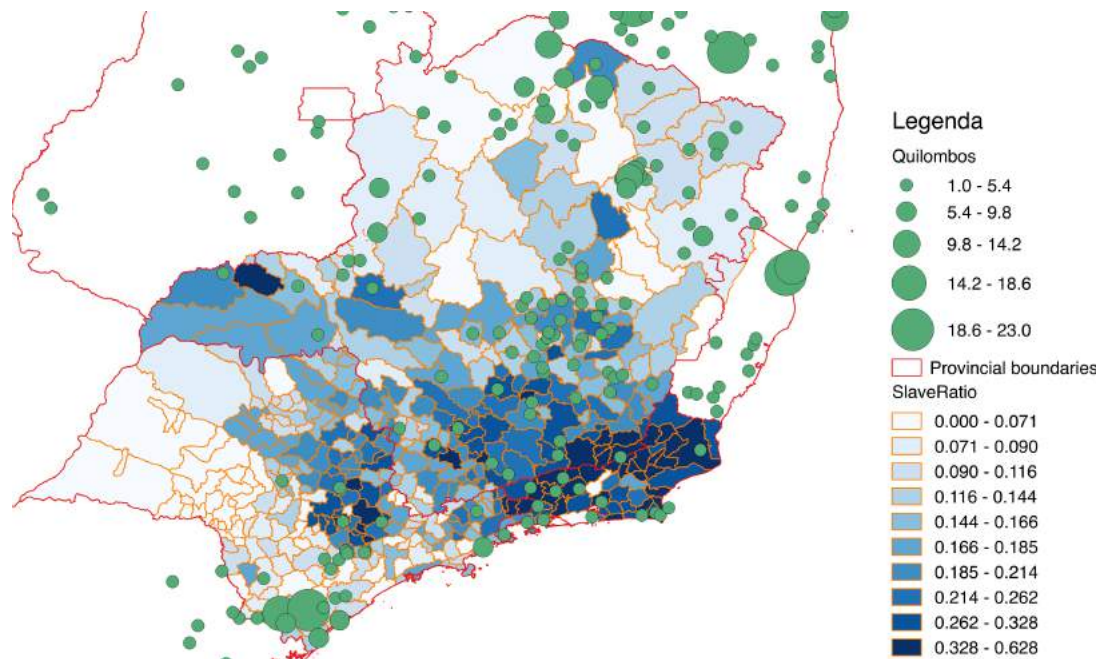 Legenda
Quilombos
1.0 - 5.4
5.4 - 9.8
9.8 - 14.2
14.2 - 18.6
18.6 - 23.0
Provincial boundaries
SlaveRatio
0.000 - 0.071
0.071 - 0.090
0.090 - 0.116
0.116 - 0.144
0.144 - 0.166
0.166 - 0.185
0.185 - 0.214
0.214 - 0.262
0.262 - 0.328
0.328 - 0.628